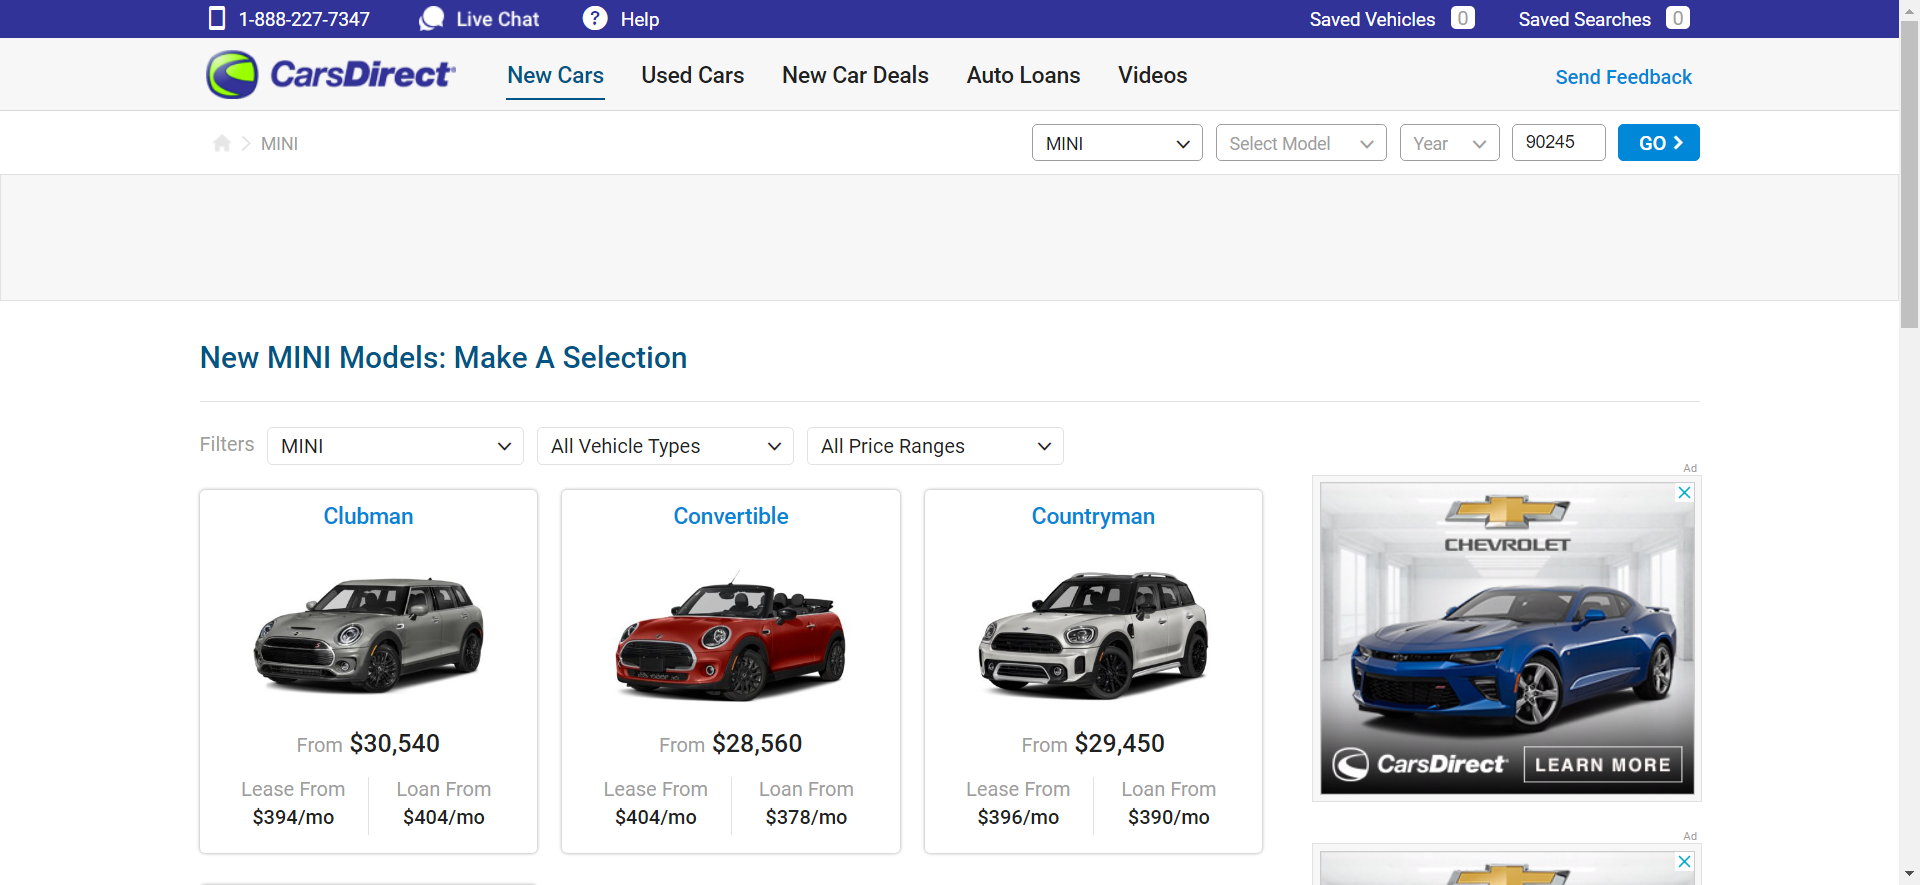 1-888-227-7347 Live Chat ? Help Saved Vehicles 0 Saved Searches 0
CarsDirect New Cars Used Cars New Car Deals Auto Loans Videos Send Feedback
MINI MINI Select Model Year 90245 GO
New MINI Models: Make A Selection
Filters MINI All Vehicle Types All Price Ranges
Ad
Clubman
From $30,540
Lease From Loan From
$394/mo $404/mo
Convertible
From $28,560
Lease From Loan From
$404/mo $378/mo
Countryman
From $29,450
Lease From Loan From
$396/mo $390/mo
CHEVROLET
CarsDirect LEARN MORE
Ad